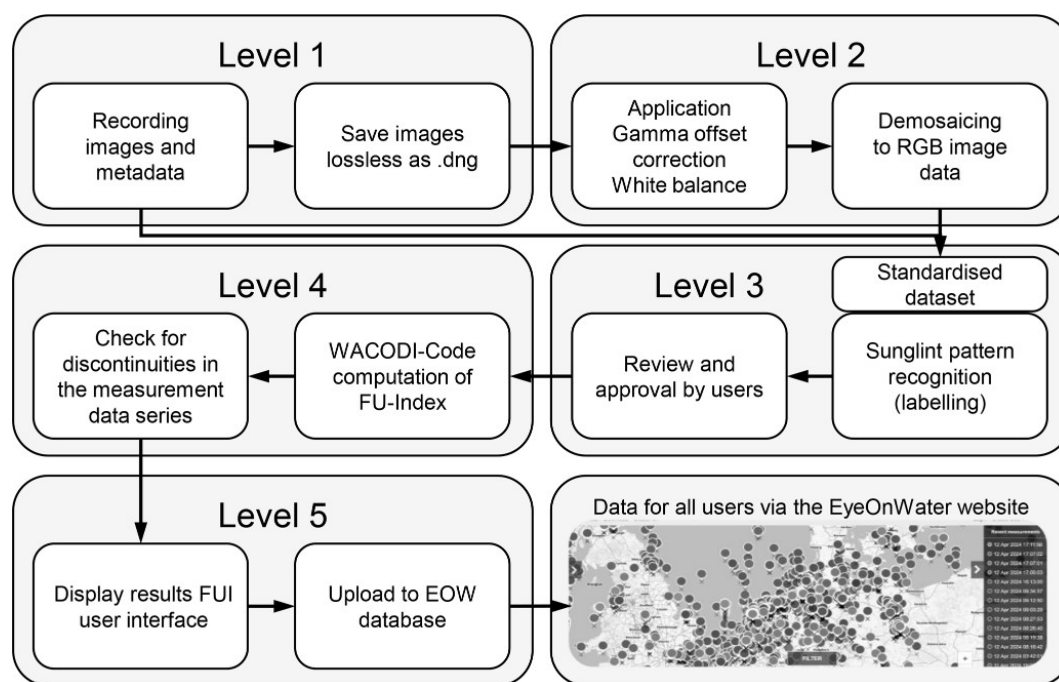 Level 1
Recording
images and
metadata
Save images
lossless as .dng
Level 2
Application
Gamma offset
correction
White balance
Demosaicing
to RGB image
data
Level 3
Standardised
dataset
Sunglint pattern
recognition
(labelling)
Review and
approval by users
Level 4
WACODI-Code
computation of
FU-Index
Check for
discontinuities in
the measurement
data series
Level 5
Display results FUI
user interface
Upload to EOW
database
Data for all users via the EyeOnWater website
FILTER